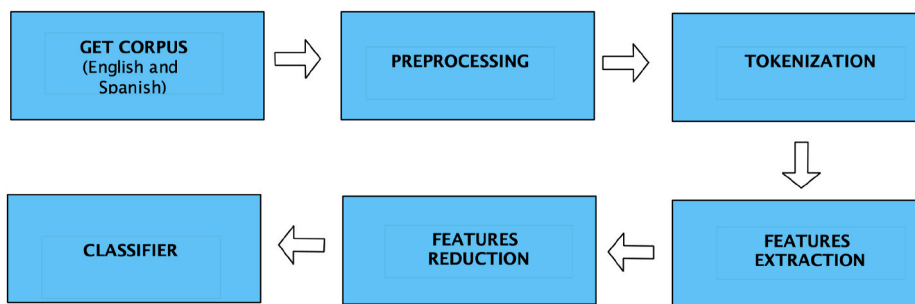 GET CORPUS
(English and
Spanish)
PREPROCESSING
TOKENIZATION
FEATURES
EXTRACTION
FEATURES
REDUCTION
CLASSIFIER